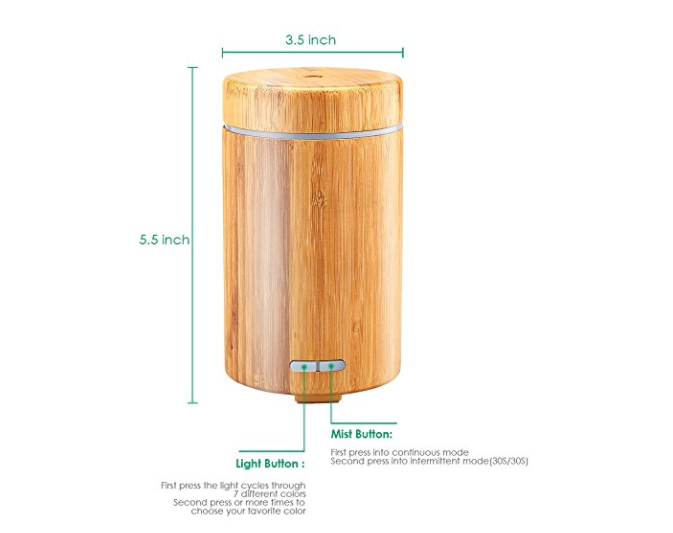 3.5 inch
5.5 inch
Mist Button:
First press into continuous mode
Second press into intermittent mode(30S/30S)
Light Button :
First press the light cycles through
7 different colors
Second press or more times to
choose your favorite color